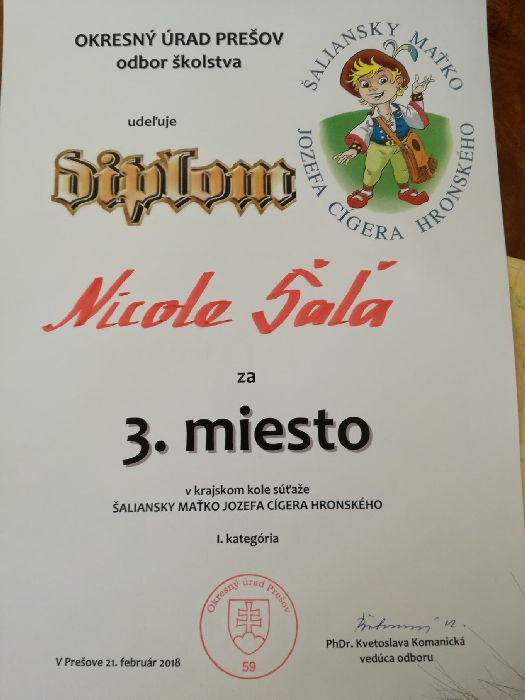 OKRESNÝ ÚRAD PREŠOV
odbor školstva
ŠALIANSKY MAŤKO
JOZEFA CÍGERA HRONSKÉHO
udeľuje
diplom
Nicole Šalá
za
3. miesto
v krajskom kole súťaže
ŠALIANSKY MAŤKO JOZEFA CÍGERA HRONSKÉHO
I. kategória
Okresný úrad Prešov
59
V Prešove 21. február 2018
PhDr. Kvetoslava Komanická
vedúca odboru